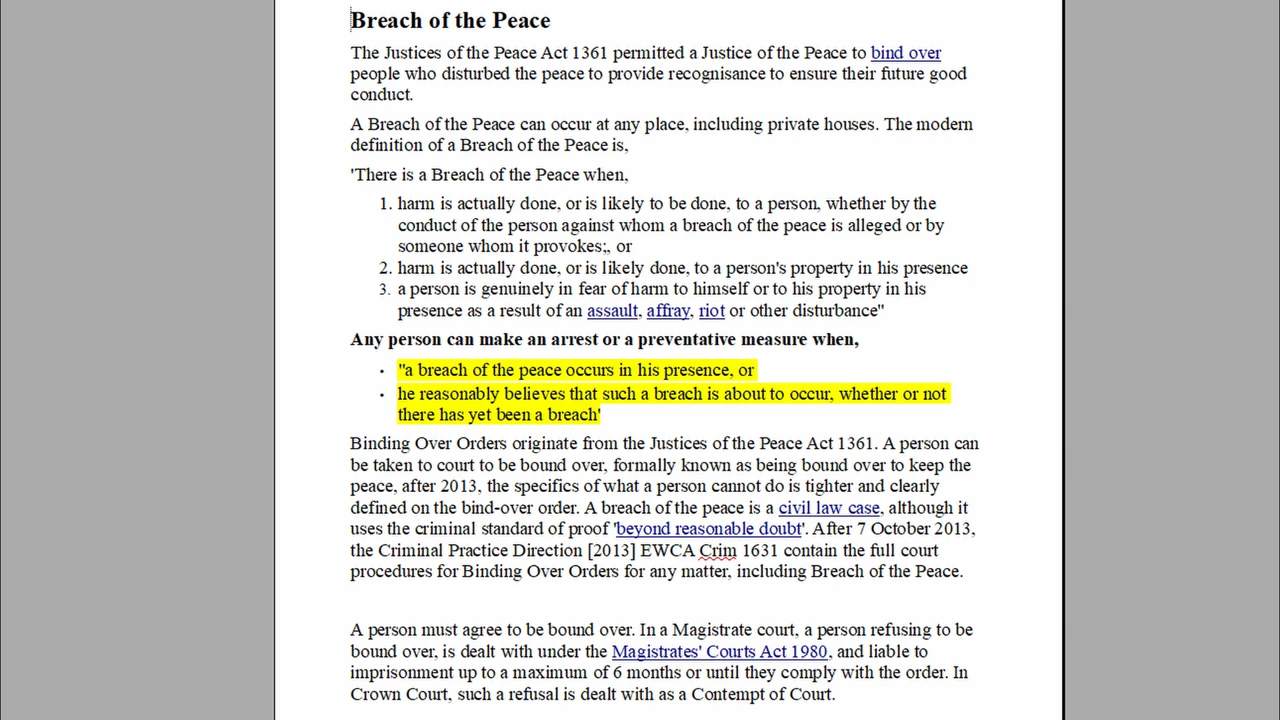 Breach of the Peace
The Justices of the Peace Act 1361 permitted a Justice of the Peace to bind over
people who disturbed the peace to provide recognisance to ensure their future good
conduct.
A Breach of the Peace can occur at any place, including private houses. The modern
definition of a Breach of the Peace is,
'There is a Breach of the Peace when,
1. harm is actually done, or is likely to be done, to a person, whether by the
conduct of the person against whom a breach of the peace is alleged or by
someone whom it provokes;, or
2. harm is actually done, or is likely done, to a person's property in his presence
3. a person is genuinely in fear of harm to himself or to his property in his
presence as a result of an assault, affray, riot or other disturbance"
Any person can make an arrest or a preventative measure when,
• "a breach of the peace occurs in his presence, or
• he reasonably believes that such a breach is about to occur, whether or not
there has yet been a breach'
Binding Over Orders originate from the Justices of the Peace Act 1361. A person can
be taken to court to be bound over, formally known as being bound over to keep the
peace, after 2013, the specifics of what a person cannot do is tighter and clearly
defined on the bind-over order. A breach of the peace is a civil law case, although it
uses the criminal standard of proof 'beyond reasonable doubt'. After 7 October 2013,
the Criminal Practice Direction [2013] EWCA Crim 1631 contain the full court
procedures for Binding Over Orders for any matter, including Breach of the Peace.
A person must agree to be bound over. In a Magistrate court, a person refusing to be
bound over, is dealt with under the Magistrates' Courts Act 1980, and liable to
imprisonment up to a maximum of 6 months or until they comply with the order. In
Crown Court, such a refusal is dealt with as a Contempt of Court.